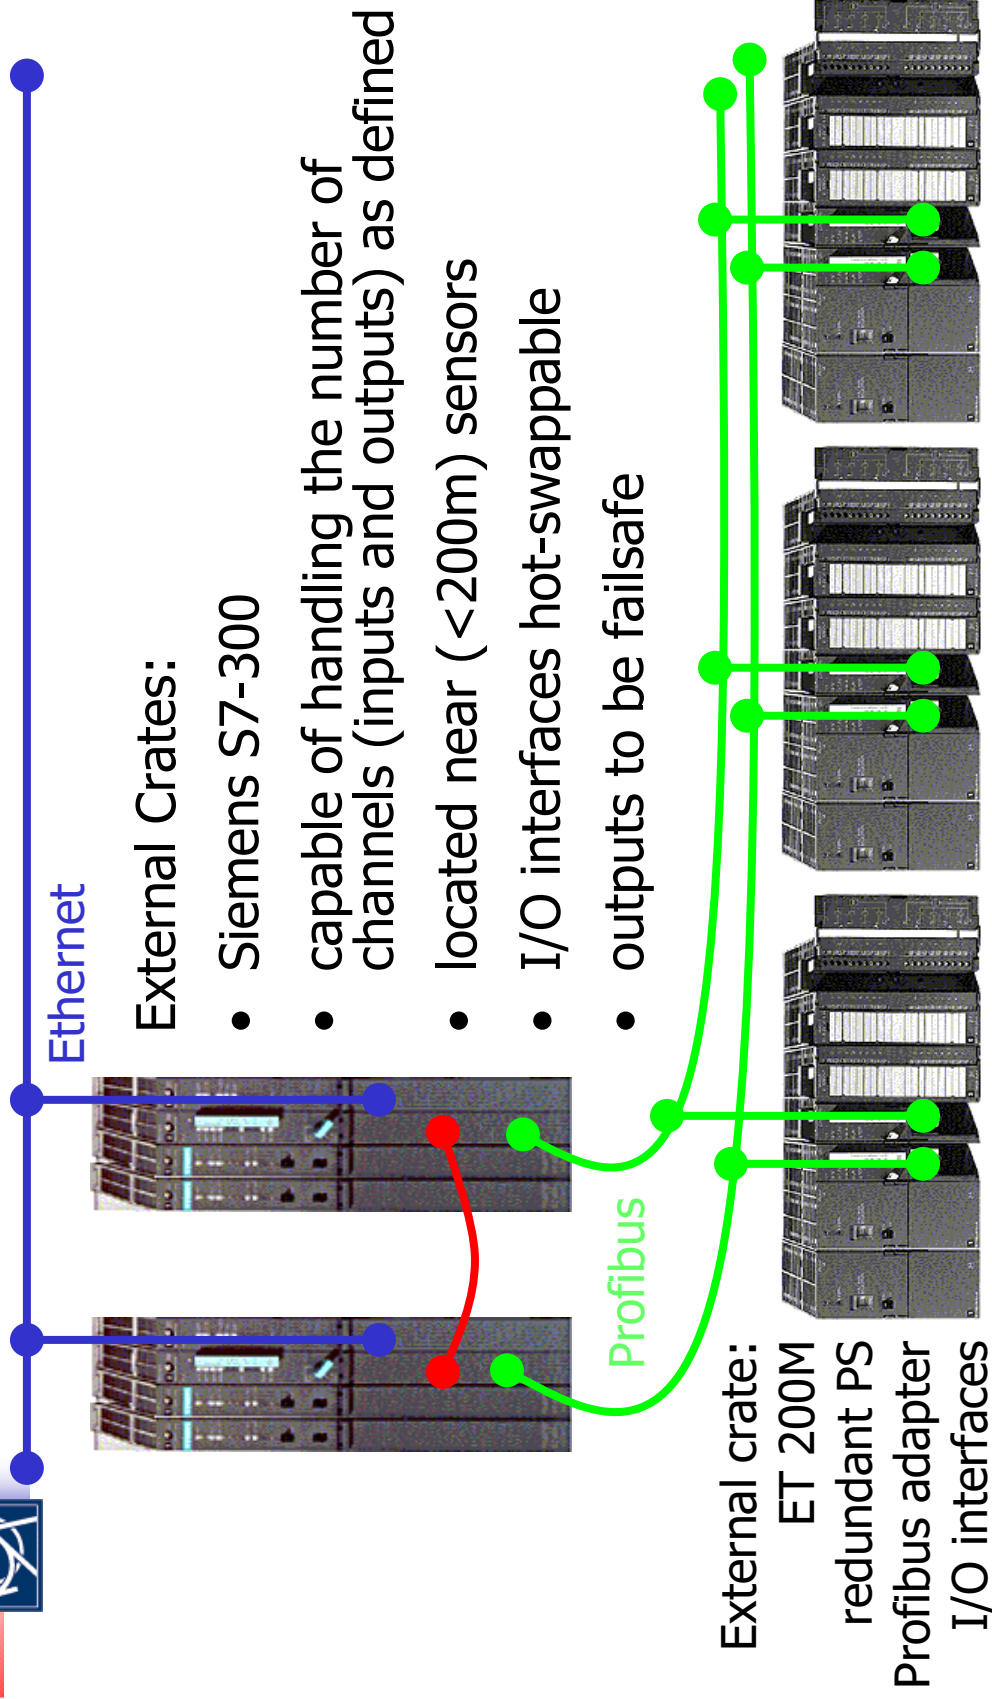 Ethernet
External Crates:
• Siemens S7-300
• capable of handling the number of
channels (inputs and outputs) as defined
• located near (<200m) sensors
• I/O interfaces hot-swappable
• outputs to be failsafe
Profibus
External crate:
ET 200M
redundant PS
Profibus adapter
I/O interfaces